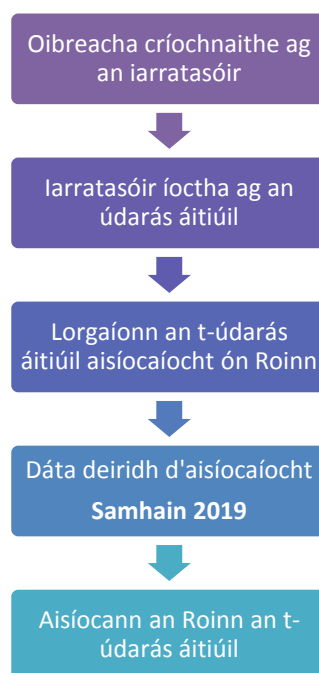 Oibreacha críochnaithe ag
an iarratasóir
Iarratasóir íoctha ag an
údarás áitiúil
Lorgaíonn an t-údarás
áitiúil aisíocaíocht ón Roinn
Dáta deiridh d'aisíocaíocht
Samhain 2019
Aisíocann an Roinn an t-
údarás áitiúil